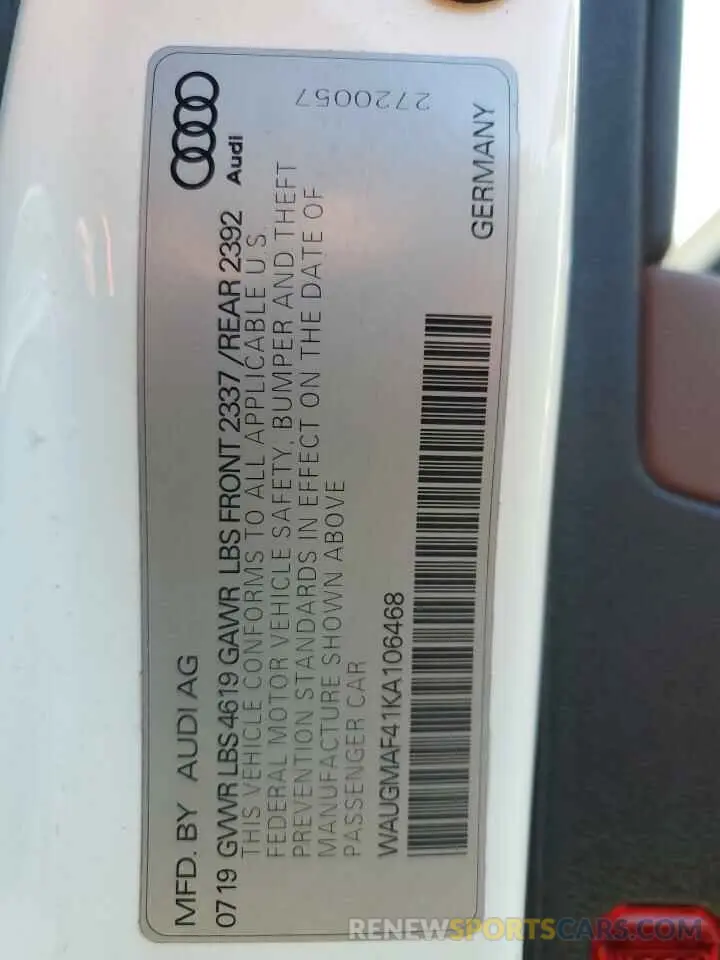 MFD. BY AUDI AG
Audi
0719 GVWR LBS 4619 GAWR LBS FRONT 2337 /REAR 2392
THIS VEHICLE CONFORMS TO ALL APPLICABLE U.S.
FEDERAL MOTOR VEHICLE SAFETY, BUMPER AND THEFT
PREVENTION STANDARDS IN EFFECT ON THE DATE OF
MANUFACTURE SHOWN ABOVE
PASSENGER CAR
2720057
WAUGMAF41KA106468
GERMANY
RENEWSPORTSCARS.COM